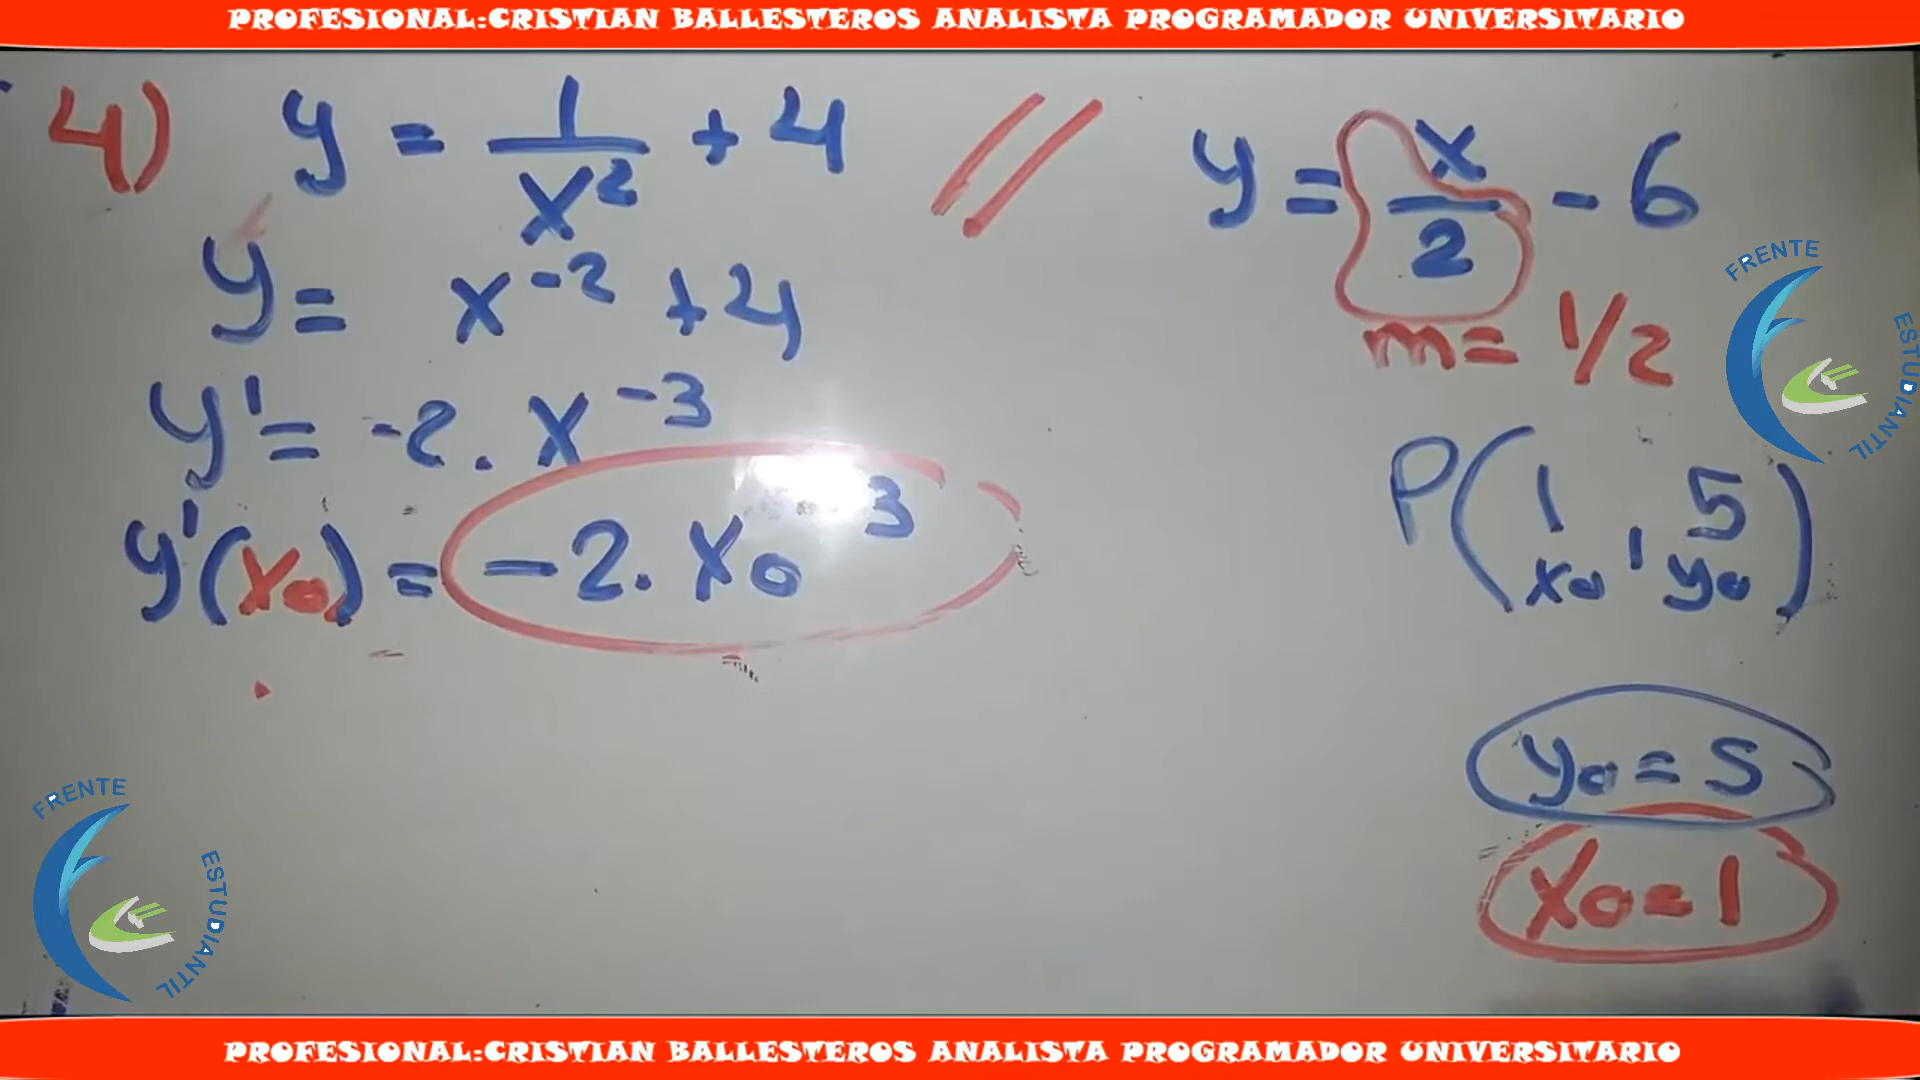 PROFESIONAL:CRISTIAN BALLESTEROS ANALISTA PROGRAMADOR UNIVERSITARIO
4) y = 1/x² + 4 // y = x/2 - 6
y = x⁻² + 4
m = 1/2
y' = -2 . x⁻³
P(1, 5)
x₀ , y₀
y'(x₀) = -2 . x₀⁻³
y₀ = 5
x₀ = 1
FRENTE
ESTUDIANTIL
FRENTE
ESTUDIANTIL
PROFESIONAL:CRISTIAN BALLESTEROS ANALISTA PROGRAMADOR UNIVERSITARIO